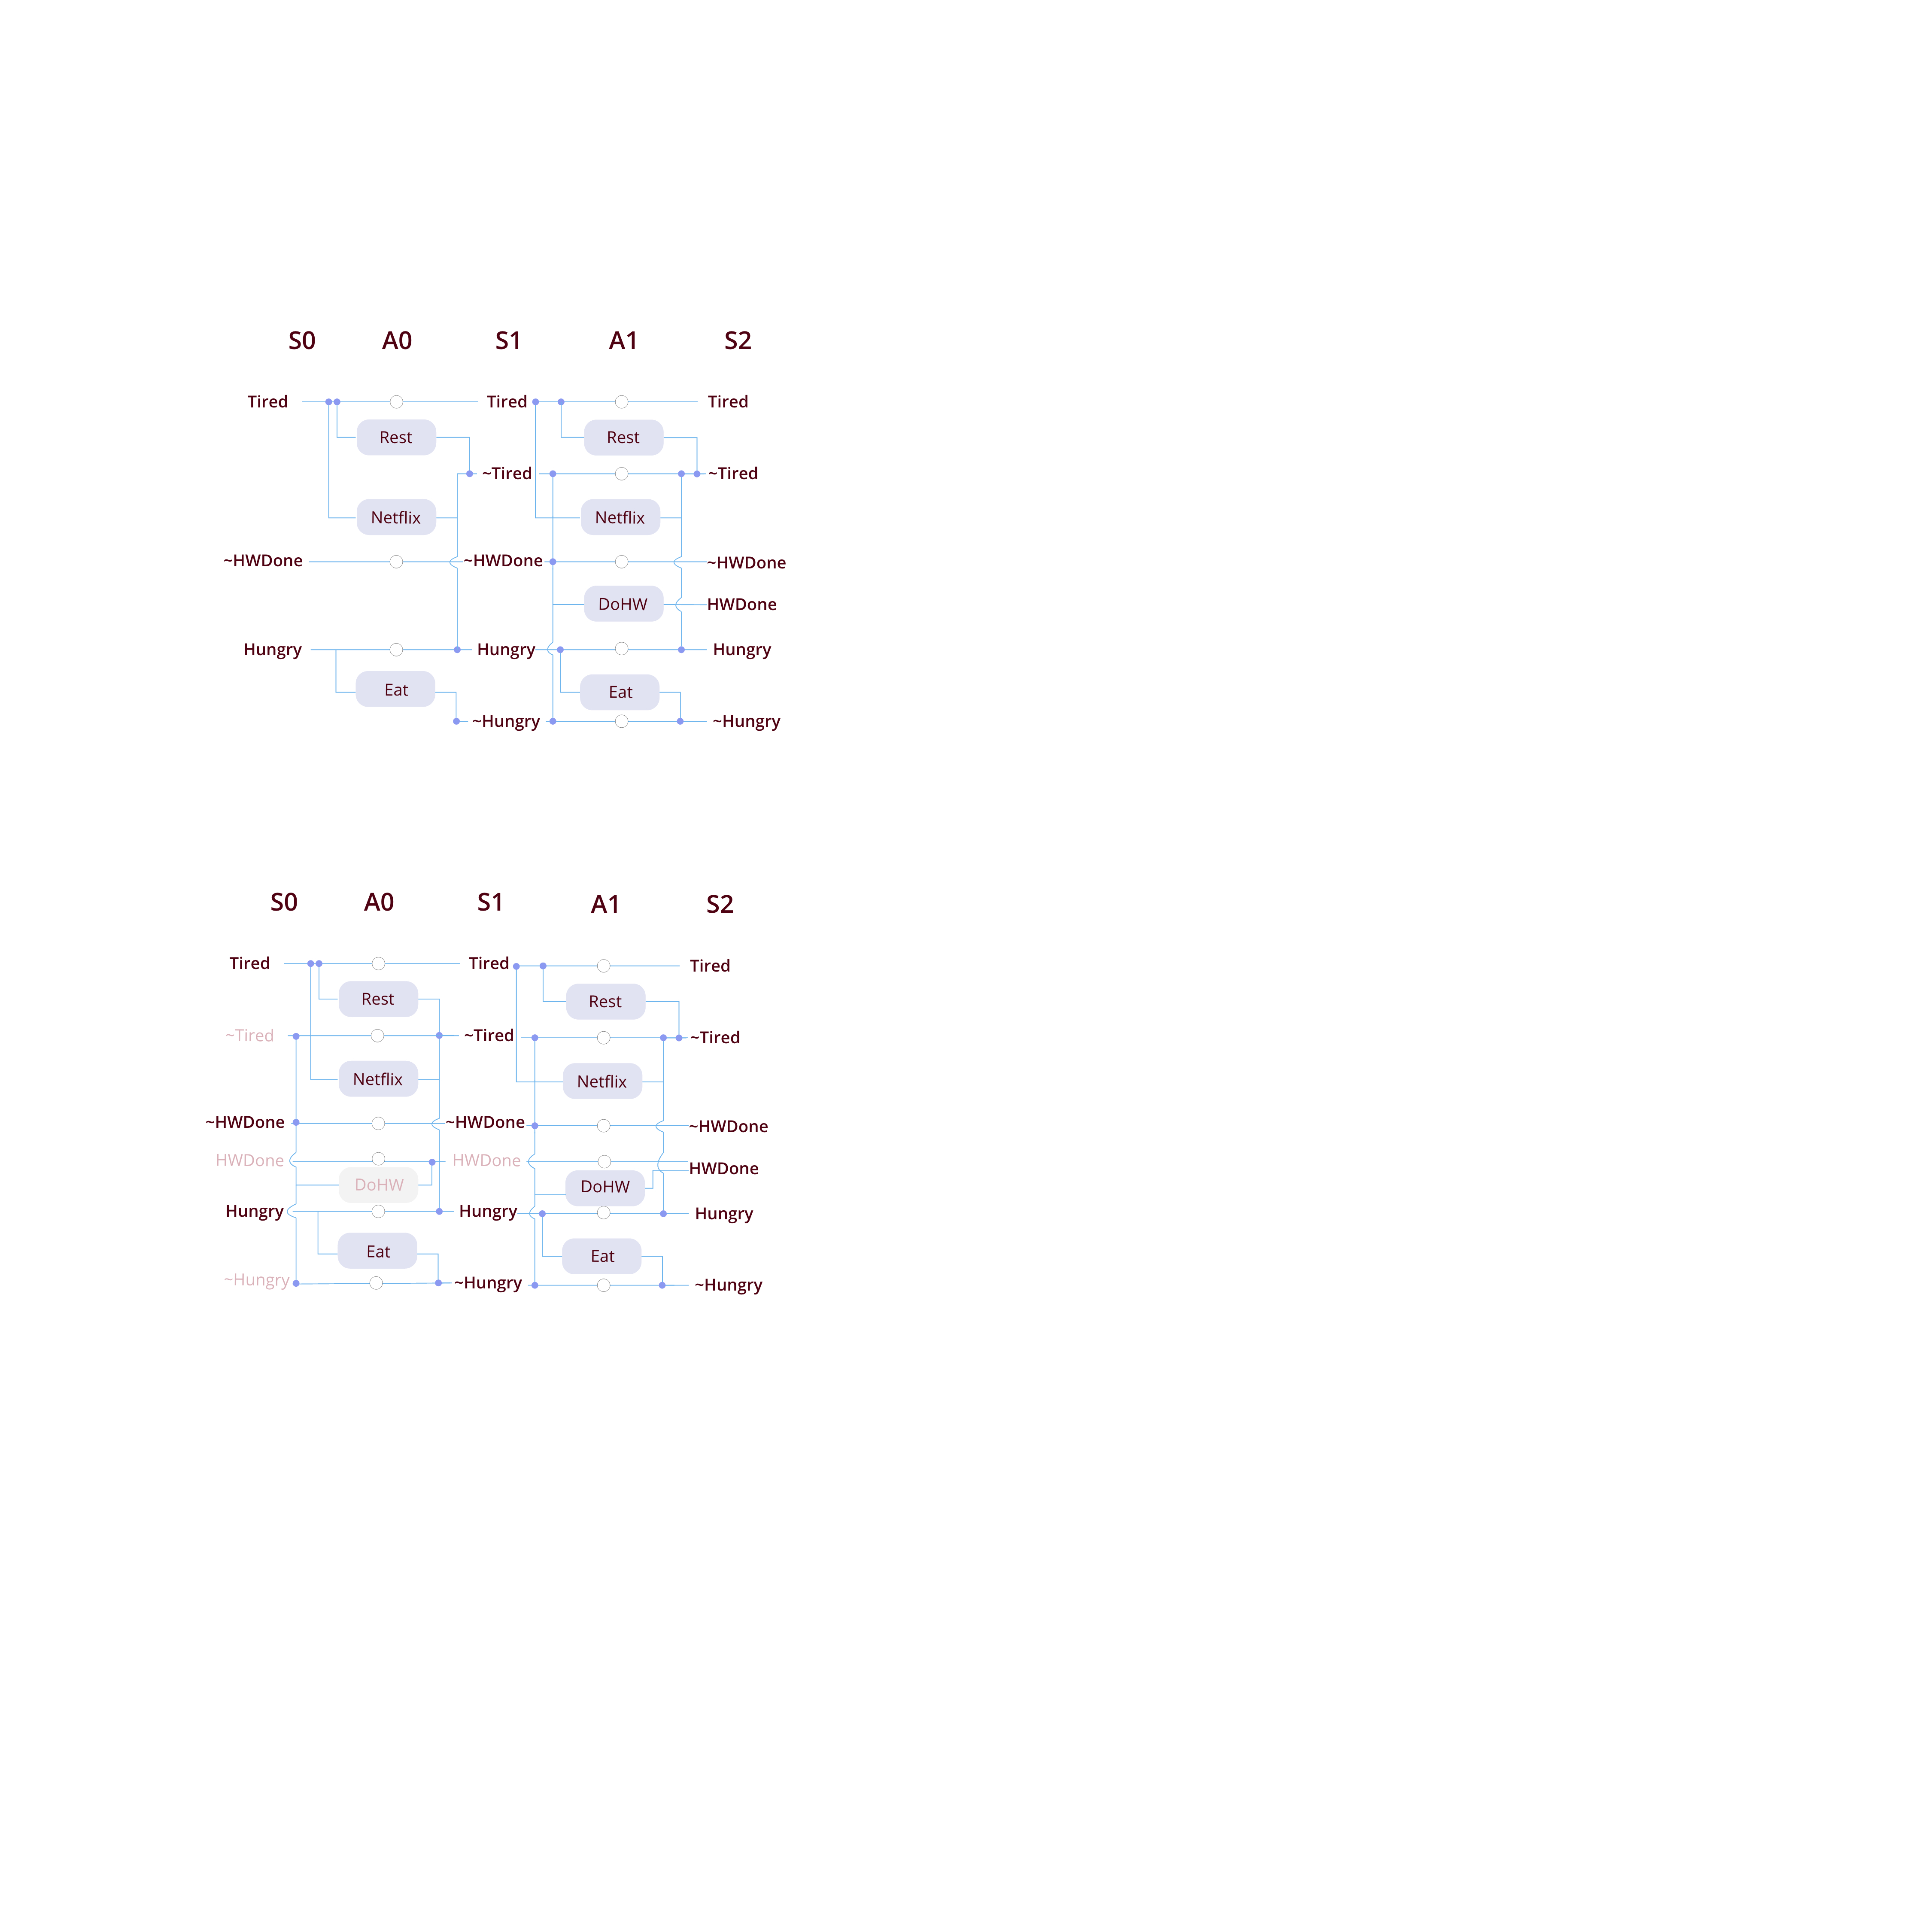 S0 A0 S1 A1 S2
Tired Tired Tired
Rest Rest
~Tired ~Tired
Netflix Netflix
~HWDone ~HWDone ~HWDone
DoHW HWDone
Hungry Hungry Hungry
Eat Eat
~Hungry ~Hungry
S0 A0 S1 A1 S2
Tired Tired Tired
Rest Rest
~Tired ~Tired ~Tired
Netflix Netflix
~HWDone ~HWDone ~HWDone
HWDone HWDone HWDone
DoHW DoHW
Hungry Hungry Hungry
Eat Eat
~Hungry ~Hungry ~Hungry